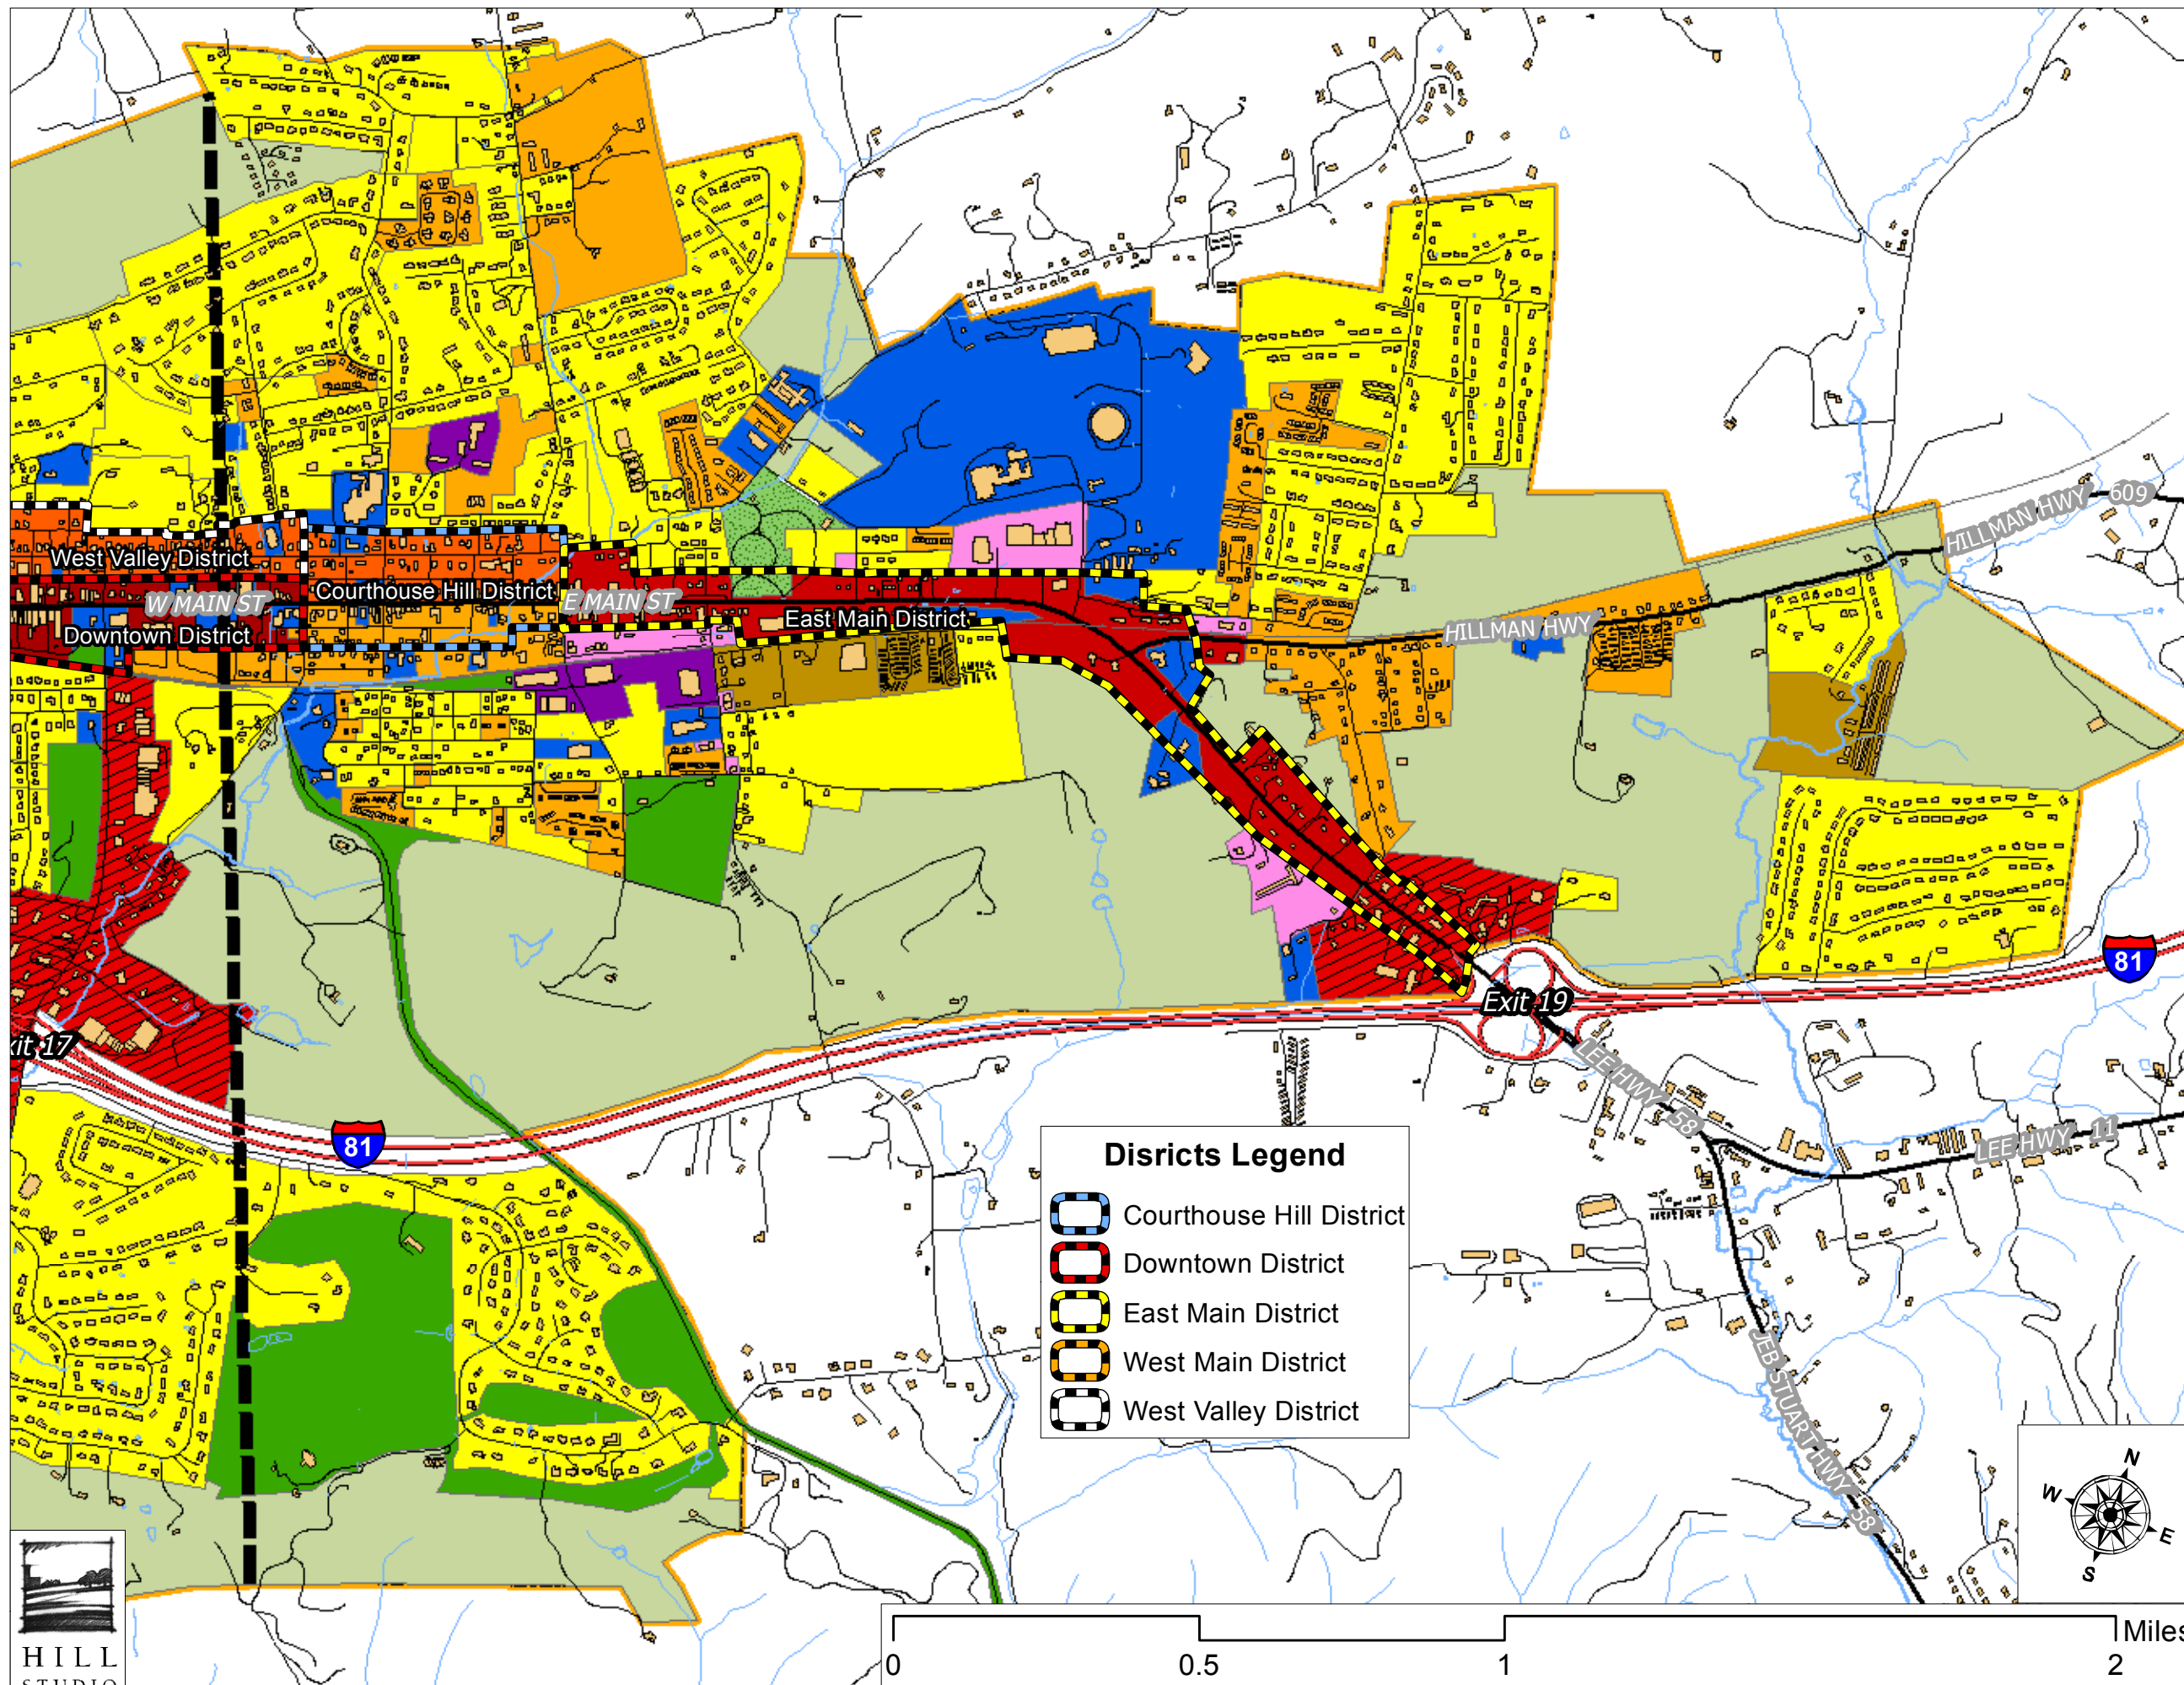 HILLMAN HWY 609
West Valley District
Courthouse Hill District
W MAIN ST
E MAIN ST
East Main District
Downtown District
HILLMAN HWY
81
Exit 19
xit 17
LEE HWY 58
81
LEE HWY 11
Disricts Legend
Courthouse Hill District
Downtown District
East Main District
West Main District
West Valley District
JEB STUART HWY 58
N
W
E
S
HILL
STUDIO
Miles
0
0.5
1
2